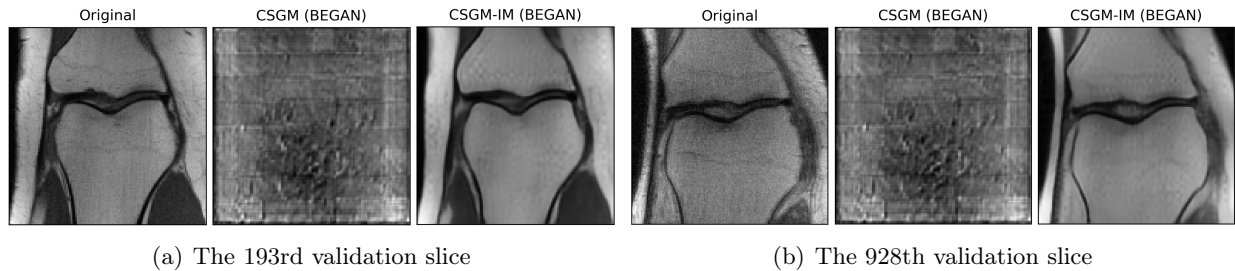 Original CSGM (BEGAN) CSGM-IM (BEGAN) Original CSGM (BEGAN) CSGM-IM (BEGAN)
(a) The 193rd validation slice (b) The 928th validation slice